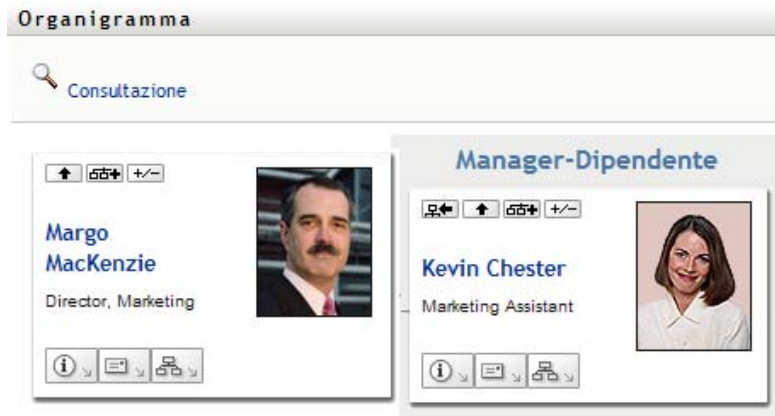 Organigramma
Consultazione
Manager-Dipendente
Margo
MacKenzie
Director, Marketing
Kevin Chester
Marketing Assistant